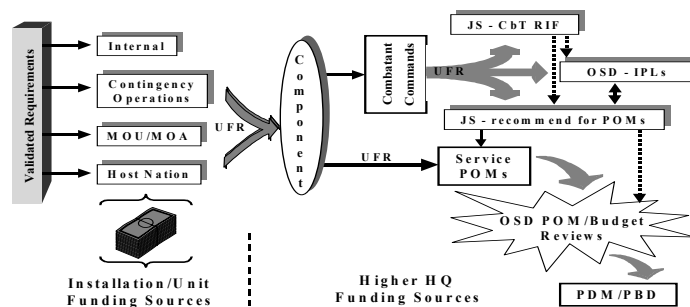 Validated Requirements
Internal
Contingency
Operations
MOU/MOA
Host Nation
UFR
Component
Combatant
Commands
UFR
UFR
JS - CbT RIF
OSD - IPLs
JS - recommend for POMs
Service
POMs
OSD POM/Budget
Reviews
PDM/PBD
Installation/Unit
Funding Sources
Higher HQ
Funding Sources